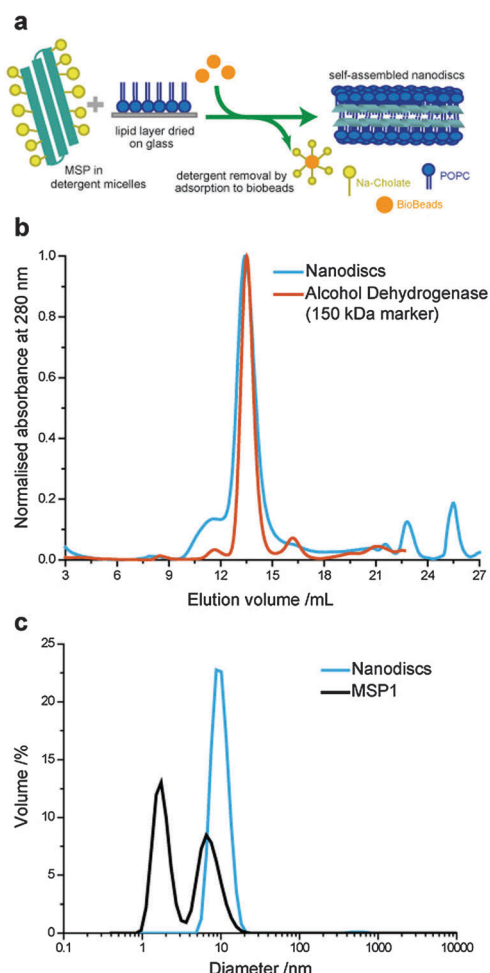 a
MSP in
detergent micelles
lipid layer dried
on glass
detergent removal by
adsorption to biobeads
self-assembled nanodiscs
Na-Cholate
POPC
BioBeads
b
Normalised absorbance at 280 nm
1.0
0.8
0.6
0.4
0.2
0.0
Nanodiscs
Alcohol Dehydrogenase
(150 kDa marker)
3 6 9 12 15 18 21 24 27
Elution volume /mL
c
Volume /%
25
20
15
10
5
0
Nanodiscs
MSP1
0.1 1 10 100 1000 10000
Diameter /nm